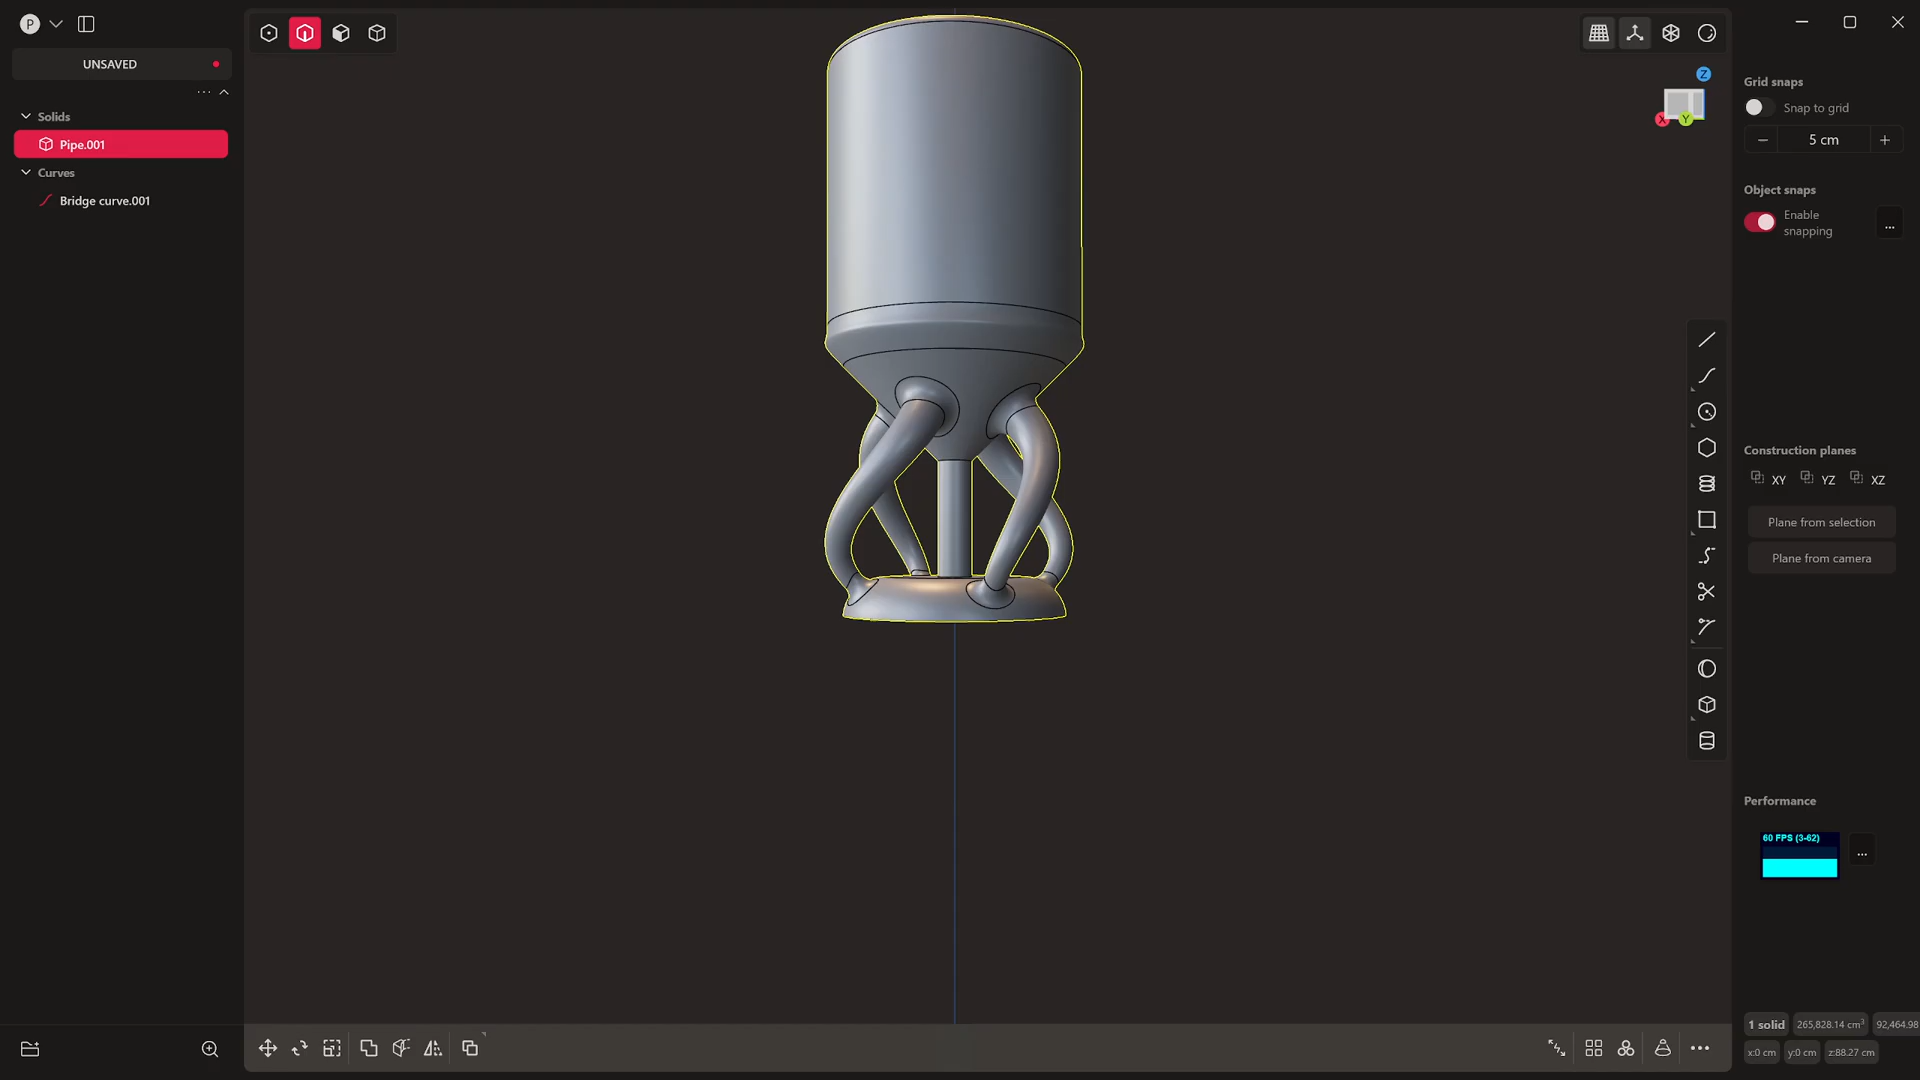 P
UNSAVED
...
Solids
Pipe.001
Curves
Bridge curve.001
Z
X
Y
Grid snaps
Snap to grid
5 cm
Object snaps
Enable
snapping
...
Construction planes
XY
YZ
XZ
Plane from selection
Plane from camera
Performance
60 FPS (3-62)
...
1 solid
265,828.14 cm³
92,464.98
x:0 cm
y:0 cm
z:88.27 cm